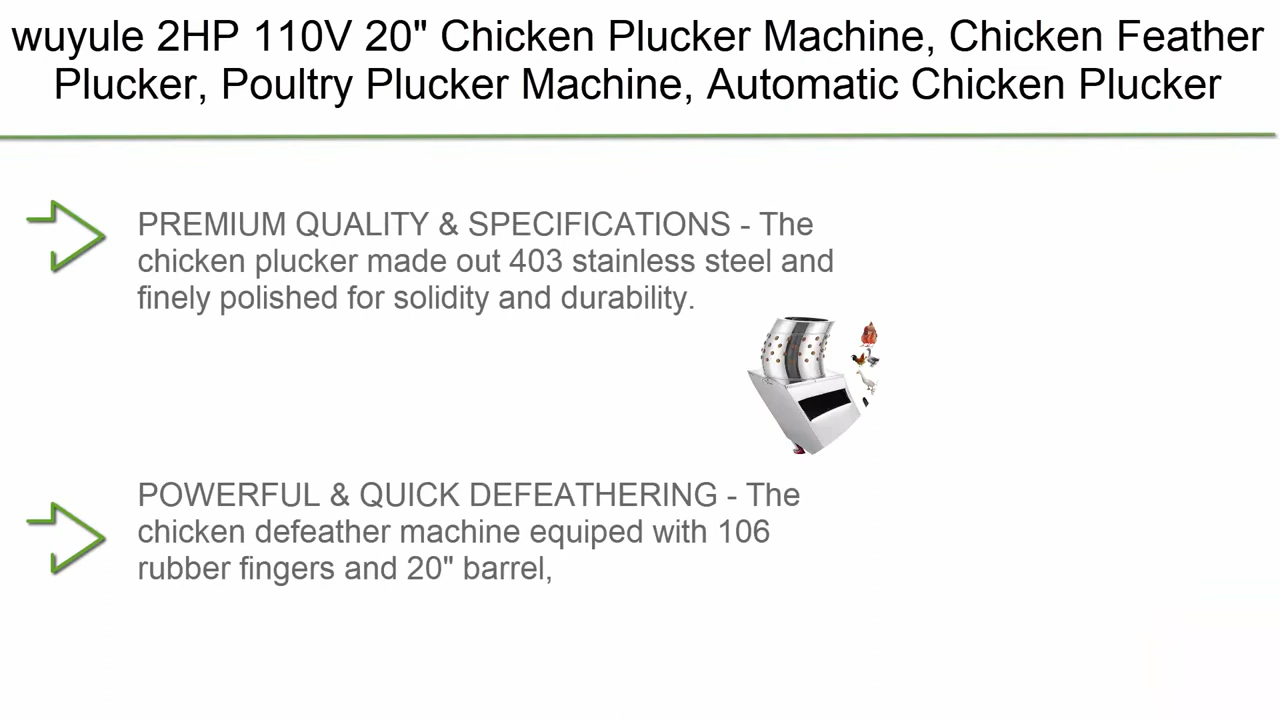 wuyule 2HP 110V 20" Chicken Plucker Machine, Chicken Feather
Plucker, Poultry Plucker Machine, Automatic Chicken Plucker
PREMIUM QUALITY & SPECIFICATIONS - The
chicken plucker made out 403 stainless steel and
finely polished for solidity and durability.
POWERFUL & QUICK DEFEATHERING - The
chicken defeather machine equiped with 106
rubber fingers and 20" barrel,